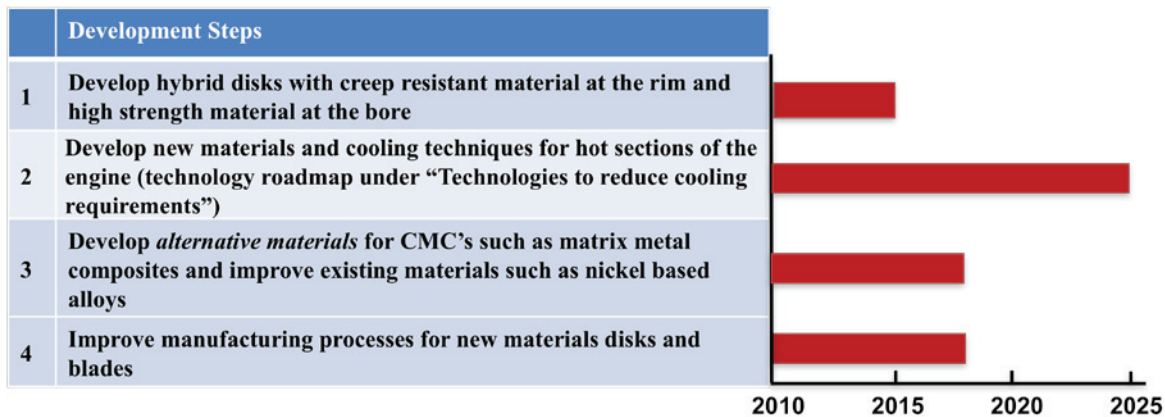 Development Steps
1
Develop hybrid disks with creep resistant material at the rim and
high strength material at the bore
2
Develop new materials and cooling techniques for hot sections of the
engine (technology roadmap under “Technologies to reduce cooling
requirements”)
3
Develop alternative materials for CMC’s such as matrix metal
composites and improve existing materials such as nickel based
alloys
4
Improve manufacturing processes for new materials disks and
blades
2010 2015 2020 2025